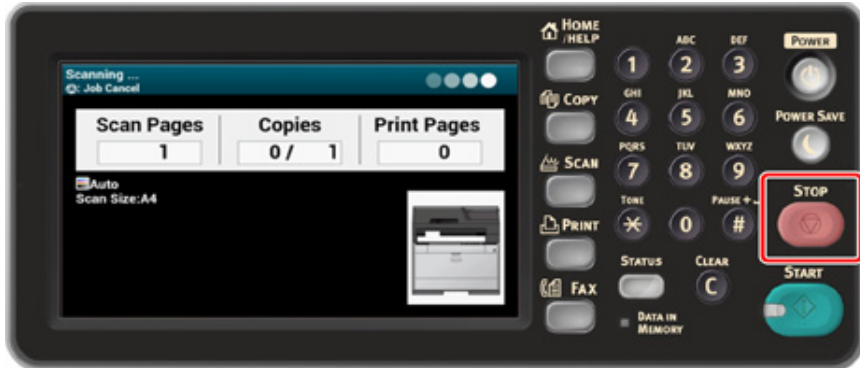 Scanning ...
: Job Cancel
Scan Pages
Copies
Print Pages
1
0 / 1
0
Auto
Scan Size:A4
HOME
/HELP
COPY
SCAN
PRINT
FAX
ABC
DEF
1
2
3
GHI
JKL
MNO
4
5
6
PQRS
TUV
WXYZ
7
8
9
TONE
PAUSE + -
*
0
#
STATUS
CLEAR
C
DATA IN
MEMORY
POWER
POWER SAVE
STOP
START